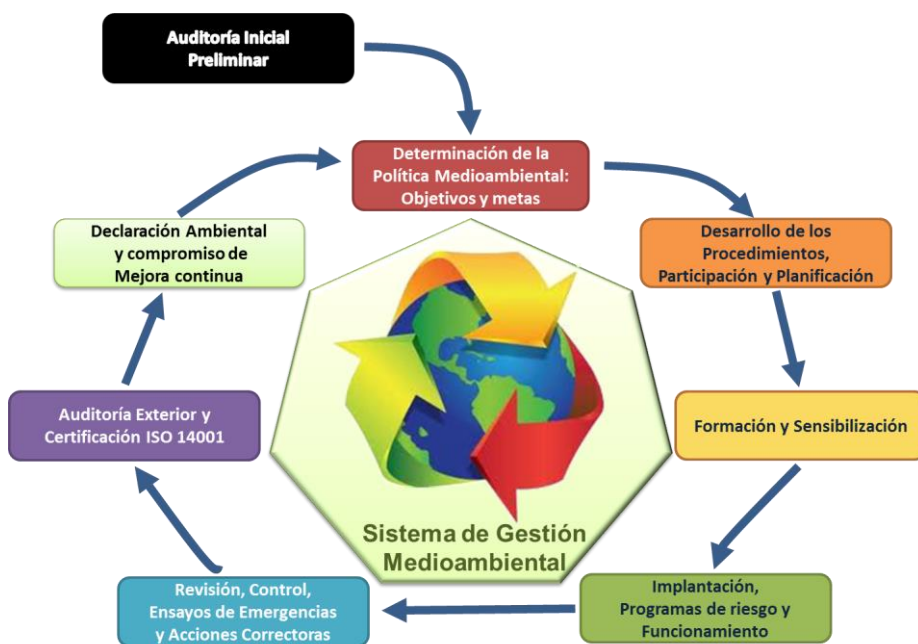 Auditoría Inicial
Preliminar
Determinación de la
Política Medioambiental:
Objetivos y metas
Desarrollo de los
Procedimientos,
Participación y Planificación
Formación y Sensibilización
Implantación,
Programas de riesgo y
Funcionamiento
Revisión, Control,
Ensayos de Emergencias
y Acciones Correctoras
Auditoría Exterior y
Certificación ISO 14001
Declaración Ambiental
y compromiso de
Mejora continua
Sistema de Gestión
Medioambiental